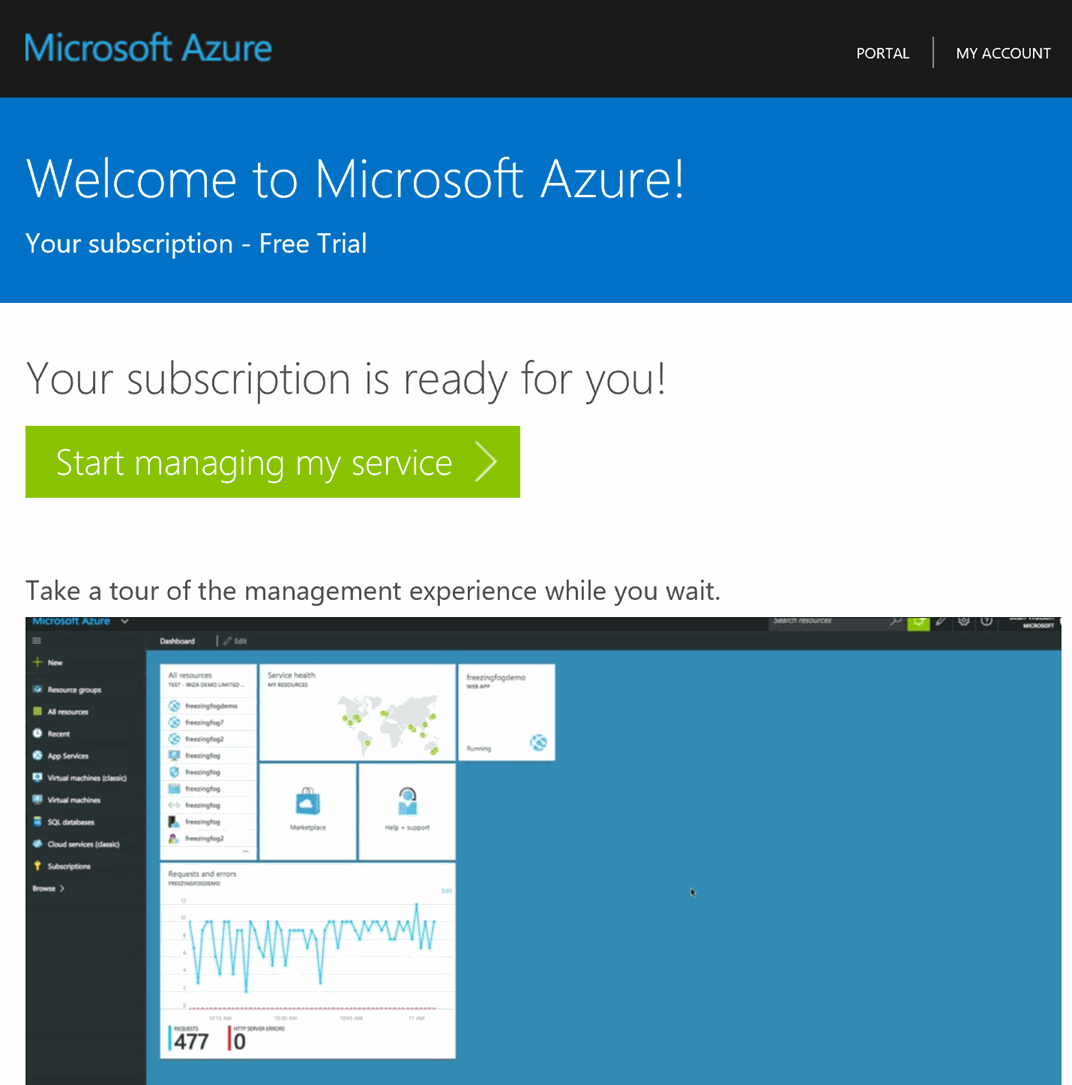 Microsoft Azure
PORTAL
MY ACCOUNT
Welcome to Microsoft Azure!
Your subscription - Free Trial
Your subscription is ready for you!
Start managing my service
Take a tour of the management experience while you wait.
Microsoft Azure
Search resources
MICROSOFT
Dashboard
Edit
New
Resource groups
All resources
Recent
App Services
Virtual machines (classic)
Virtual machines
SQL databases
Cloud services (classic)
Subscriptions
Browse
All resources
TEST - IBIZA DEMO LIMITED ...
freezingfogdemo
freezingfog7
freezingfog2
freezingfog
freezingfog
freezingfog
freezingfog
freezingfog
freezingfog2
Service health
MY RESOURCES
freezingfogdemo
WEB APP
Running
Marketplace
Help + support
Requests and errors
FREEZINGFOGDEMO
Edit
12
10
8
6
4
2
0
10:15 AM
10:30 AM
10:45 AM
11 AM
REQUESTS
477
HTTP SERVER ERRORS
0